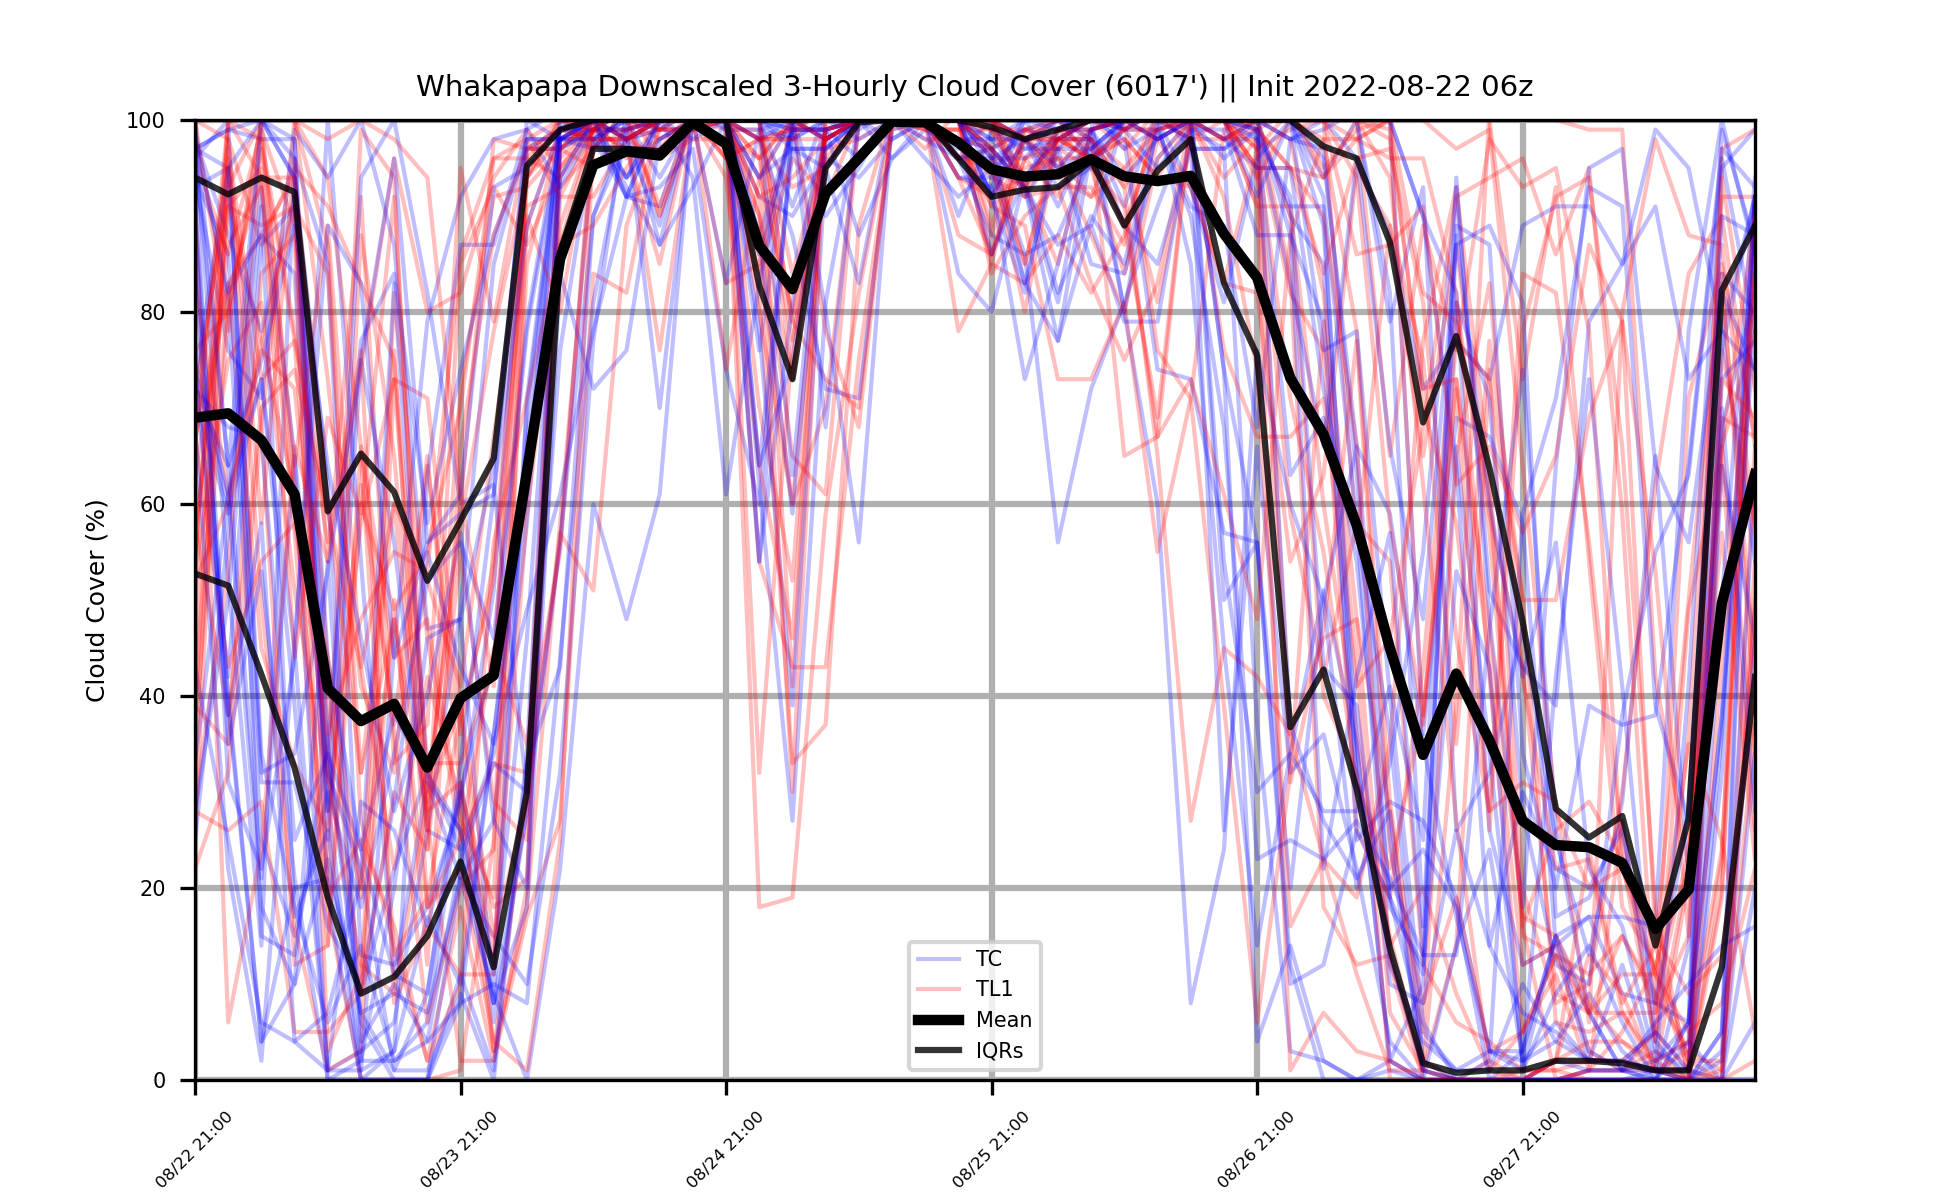 Whakapapa Downscaled 3-Hourly Cloud Cover (6017') || Init 2022-08-22 06z
Cloud Cover (%)
100
80
60
40
20
0
TC
TL1
Mean
IQRs
08/22 21:00
08/23 21:00
08/24 21:00
08/25 21:00
08/26 21:00
08/27 21:00